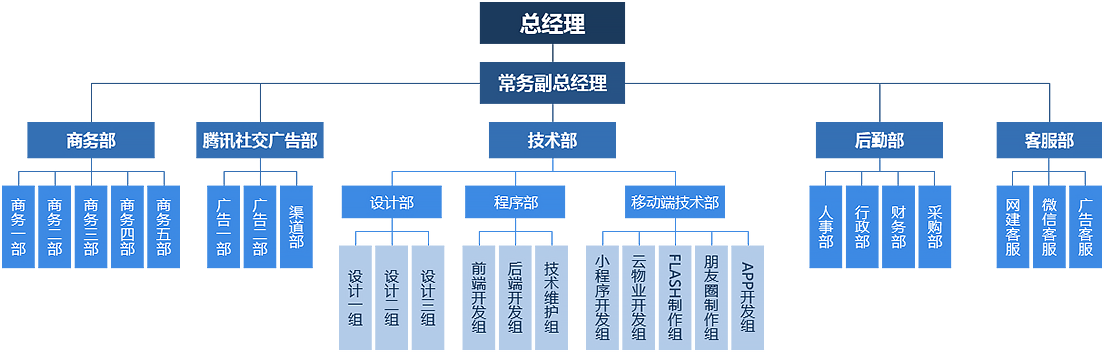 总经理
常务副总经理
商务部
腾讯社交广告部
技术部
后勤部
客服部
商务一部
商务二部
商务三部
商务四部
商务五部
广告一部
广告二部
渠道部
设计部
程序部
移动端技术部
人事部
行政部
财务部
采购部
网建客服
微信客服
广告客服
设计一组
设计二组
设计三组
前端开发组
后端开发组
技术维护组
小程序开发组
云物业开发组
FLASH制作组
朋友圈制作组
APP开发组